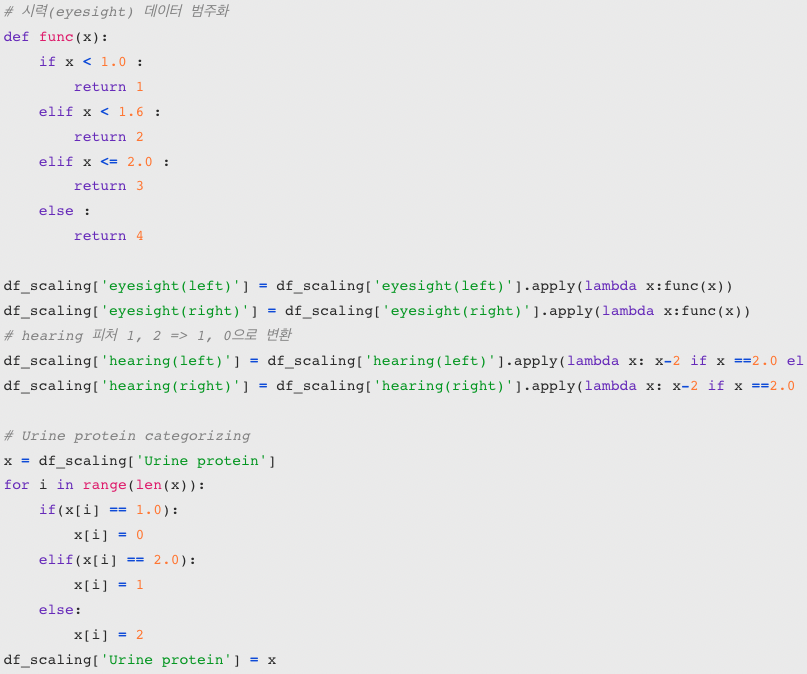 # 시력(eyesight) 데이터 범주화
def func(x):
    if x < 1.0 :
        return 1
    elif x < 1.6 :
        return 2
    elif x <= 2.0 :
        return 3
    else :
        return 4

df_scaling['eyesight(left)'] = df_scaling['eyesight(left)'].apply(lambda x:func(x))
df_scaling['eyesight(right)'] = df_scaling['eyesight(right)'].apply(lambda x:func(x))
# hearing 피처 1, 2 => 1, 0으로 변환
df_scaling['hearing(left)'] = df_scaling['hearing(left)'].apply(lambda x: x-2 if x ==2.0 el
df_scaling['hearing(right)'] = df_scaling['hearing(right)'].apply(lambda x: x-2 if x ==2.0

# Urine protein categorizing
x = df_scaling['Urine protein']
for i in range(len(x)):
    if(x[i] == 1.0):
        x[i] = 0
    elif(x[i] == 2.0):
        x[i] = 1
    else:
        x[i] = 2
df_scaling['Urine protein'] = x